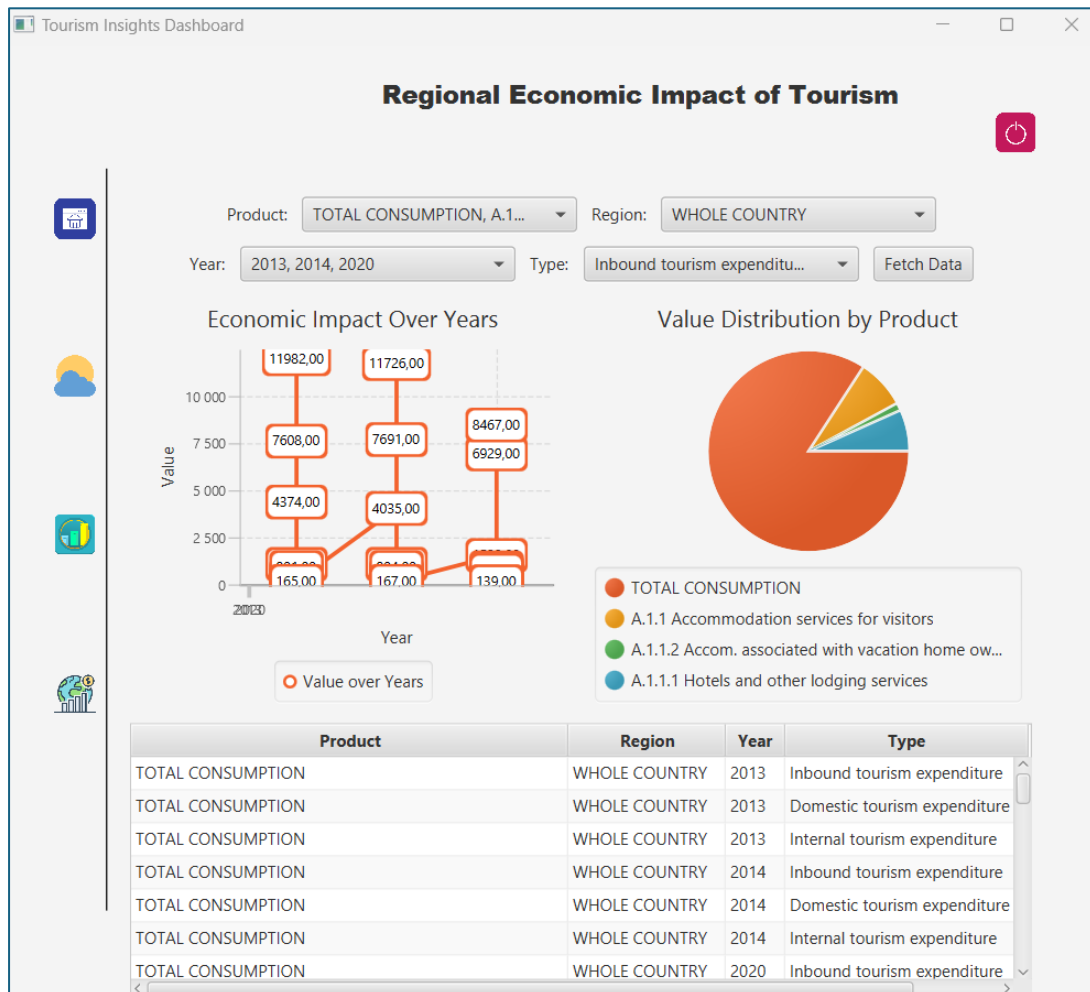 Tourism Insights Dashboard
Regional Economic Impact of Tourism
Product: TOTAL CONSUMPTION, A.1... Region: WHOLE COUNTRY
Year: 2013, 2014, 2020 Type: Inbound tourism expenditu... Fetch Data
Economic Impact Over Years
Value
10 000
7 500
5 000
2 500
0
11982,00 11726,00
8467,00
7608,00 7691,00
6929,00
4374,00 4035,00
165,00 167,00 139,00
Year
Value over Years
Value Distribution by Product
TOTAL CONSUMPTION
A.1.1 Accommodation services for visitors
A.1.1.2 Accom. associated with vacation home ow...
A.1.1.1 Hotels and other lodging services
Product Region Year Type
TOTAL CONSUMPTION WHOLE COUNTRY 2013 Inbound tourism expenditure
TOTAL CONSUMPTION WHOLE COUNTRY 2013 Domestic tourism expenditure
TOTAL CONSUMPTION WHOLE COUNTRY 2013 Internal tourism expenditure
TOTAL CONSUMPTION WHOLE COUNTRY 2014 Inbound tourism expenditure
TOTAL CONSUMPTION WHOLE COUNTRY 2014 Domestic tourism expenditure
TOTAL CONSUMPTION WHOLE COUNTRY 2014 Internal tourism expenditure
TOTAL CONSUMPTION WHOLE COUNTRY 2020 Inbound tourism expenditure